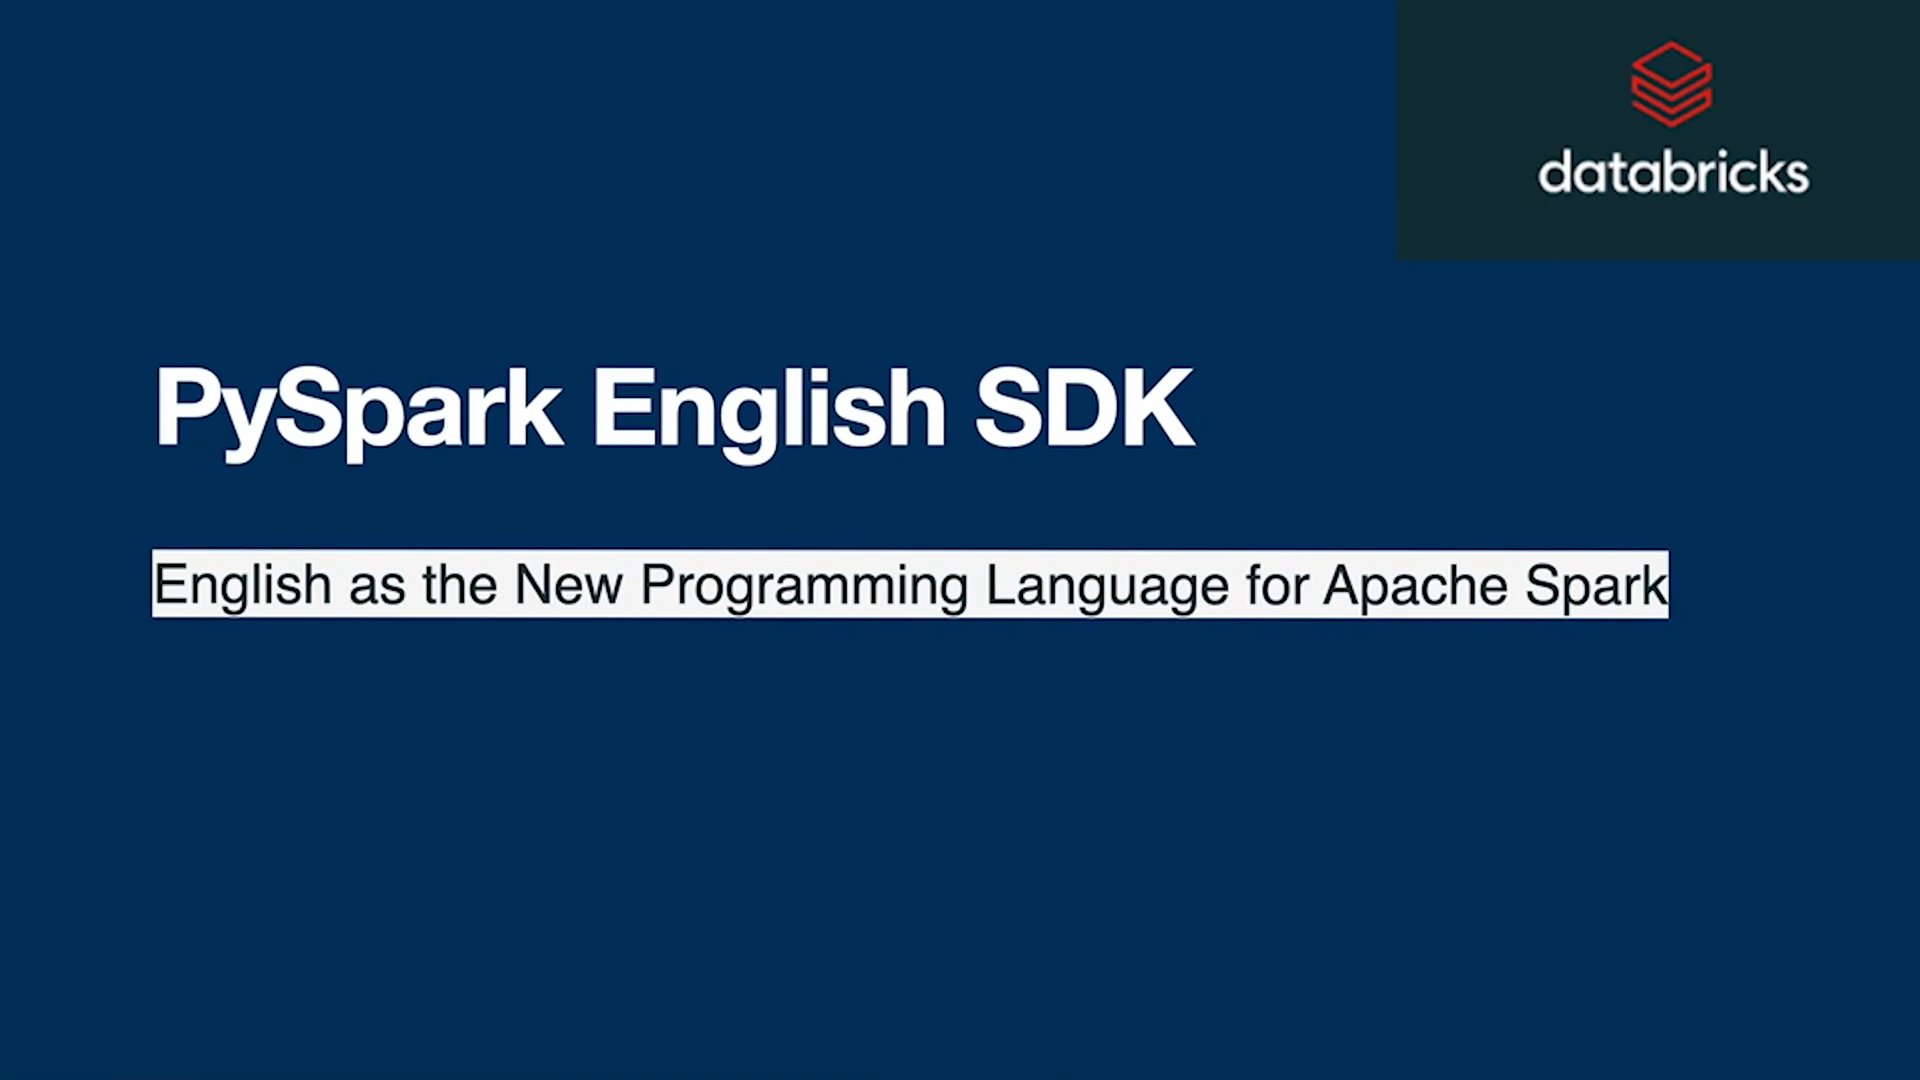 databricks
PySpark English SDK
English as the New Programming Language for Apache Spark